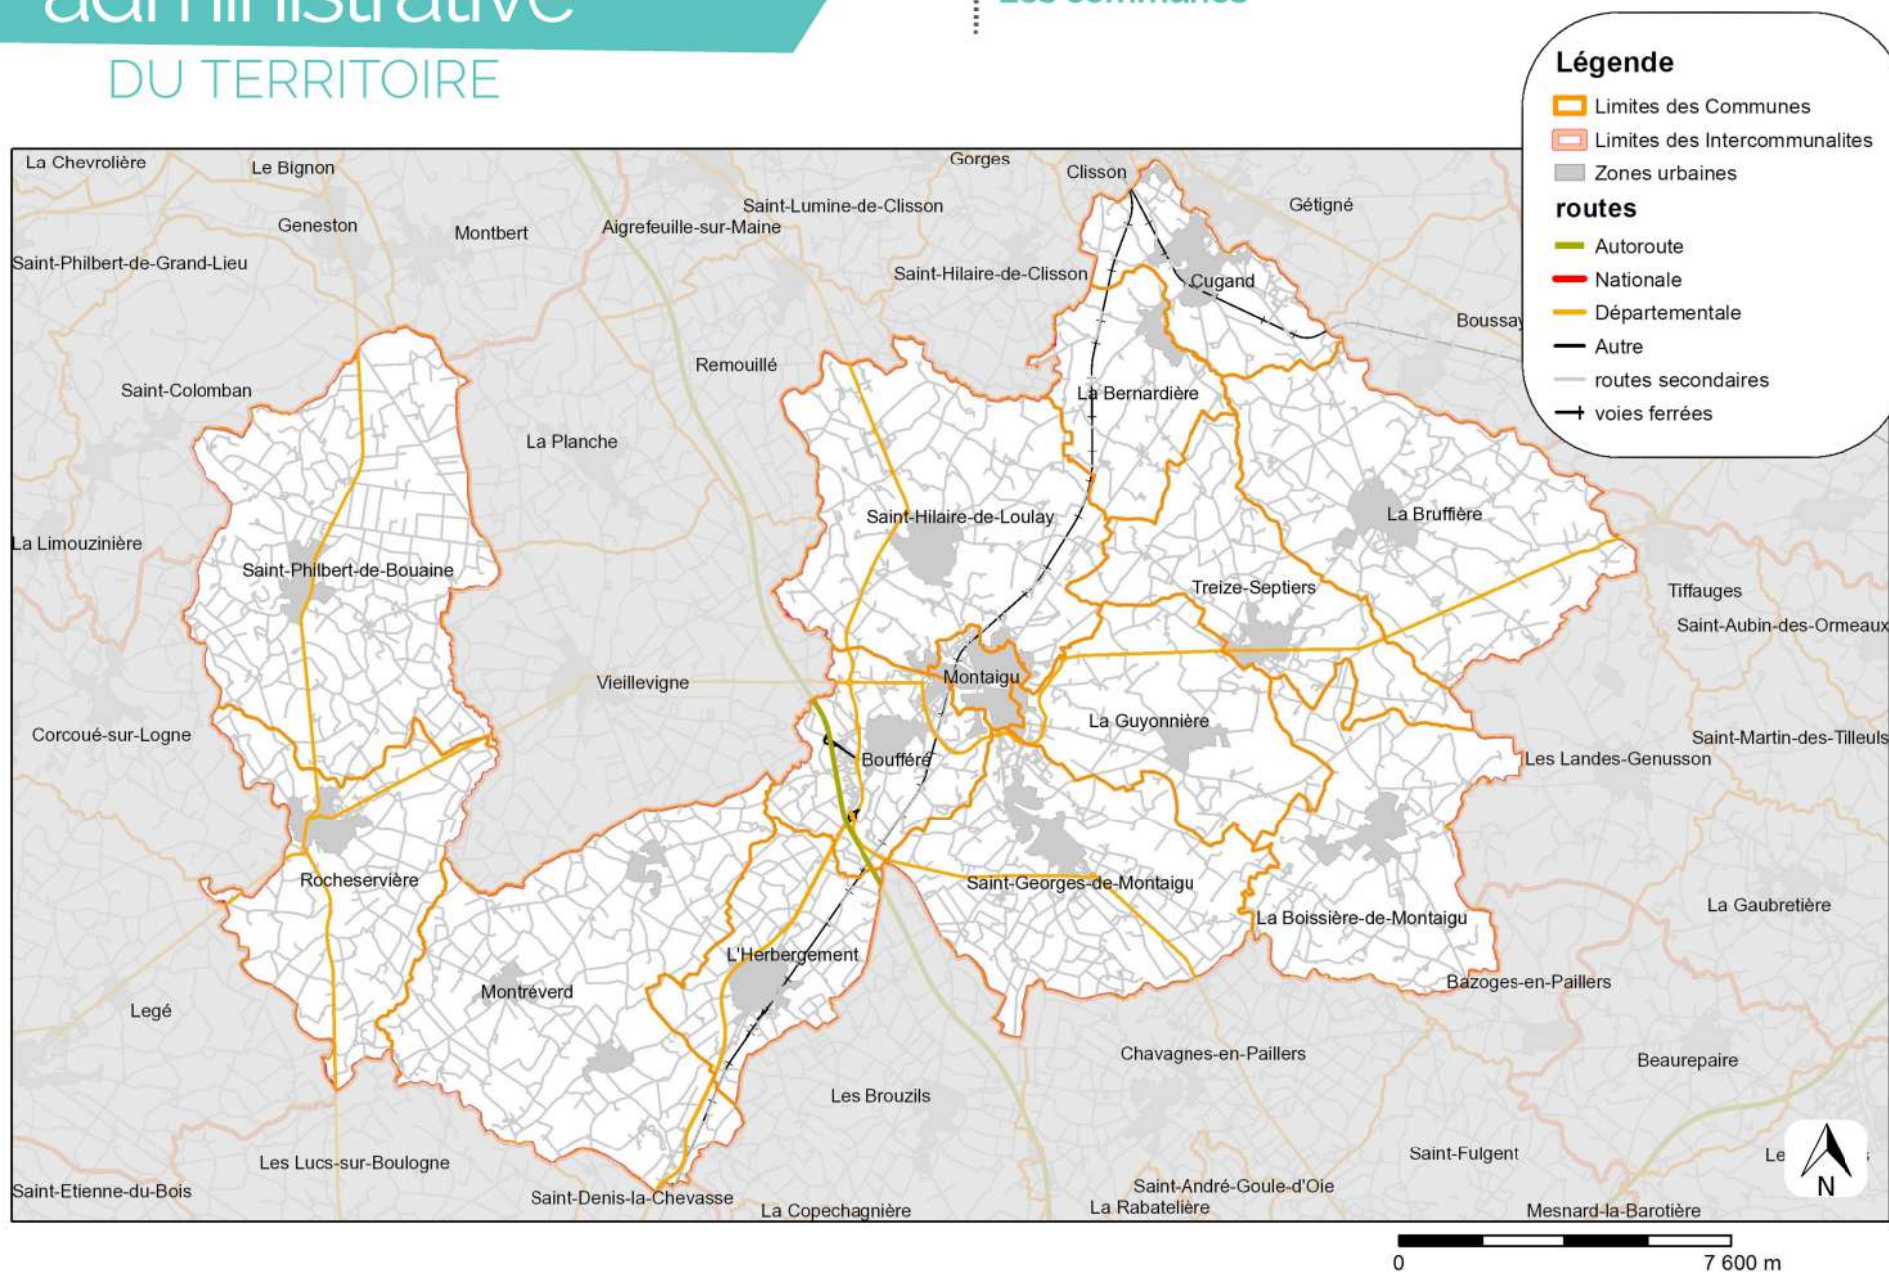 administrative
DU TERRITOIRE
Les communes
Légende
Limites des Communes
Limites des Intercommunalites
Zones urbaines
routes
Autoroute
Nationale
Départementale
Autre
routes secondaires
voies ferrées
La Chevrolière
Le Bignon
Gorges
Clisson
Geneston
Montbert
Saint-Lumine-de-Clisson
Aigrefeuille-sur-Maine
Gétigné
Saint-Philbert-de-Grand-Lieu
Saint-Hilaire-de-Clisson
Cugand
Boussay
Remouillé
Saint-Colomban
La Bernardière
La Planche
Saint-Hilaire-de-Loulay
La Bruffière
La Limouzinière
Saint-Philbert-de-Bouaine
Treize-Septiers
Tiffauges
Saint-Aubin-des-Ormeaux
Vieillevigne
Montaigu
Corcoué-sur-Logne
La Guyonnière
Saint-Martin-des-Tilleuls
Boufféré
Les Landes-Genusson
Rocheservière
Saint-Georges-de-Montaigu
La Gaubretière
La Boissière-de-Montaigu
L'Herbergement
Montréverd
Bazoges-en-Paillers
Legé
Chavagnes-en-Paillers
Beaurepaire
Les Brouzils
Les Lucs-sur-Boulogne
Saint-Fulgent
Le
Saint-Etienne-du-Bois
Saint-Denis-la-Chevasse
Saint-André-Goule-d'Oie
N
La Copechagnière
La Rabatelière
Mesnard-la-Barotière
0
7 600 m